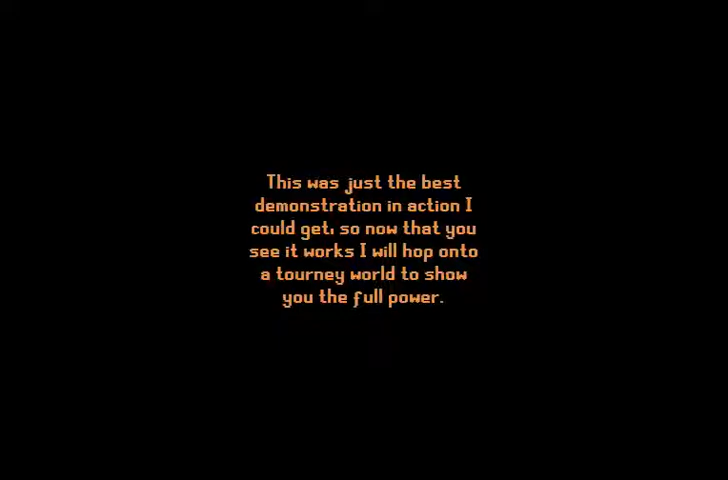 This was just the best
demonstration in action I
could get, so now that you
see it works I will hop onto
a tourney world to show
you the full power.